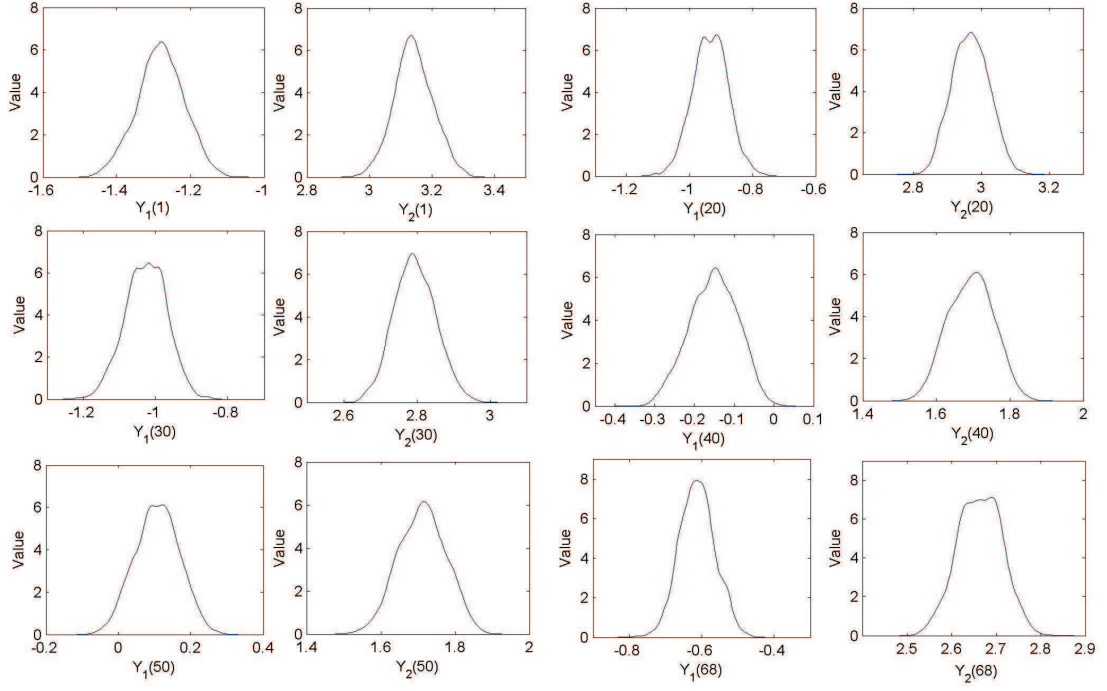 8
6
4
2
0
Value
-1.6 -1.4 -1.2 -1
Y1(1)
8
6
4
2
0
Value
2.8 3 3.2 3.4
Y2(1)
8
6
4
2
0
Value
-1.2 -1 -0.8 -0.6
Y1(20)
8
6
4
2
0
Value
2.8 3 3.2
Y2(20)
8
6
4
2
0
Value
-1.2 -1 -0.8
Y1(30)
8
6
4
2
0
Value
2.6 2.8 3
Y2(30)
8
6
4
2
0
Value
-0.4 -0.3 -0.2 -0.1 0 0.1
Y1(40)
8
6
4
2
0
Value
1.4 1.6 1.8 2
Y2(40)
8
6
4
2
0
Value
-0.2 0 0.2 0.4
Y1(50)
8
6
4
2
0
Value
1.4 1.6 1.8 2
Y2(50)
8
6
4
2
0
Value
-0.8 -0.6 -0.4
Y1(68)
8
6
4
2
0
Value
2.5 2.6 2.7 2.8 2.9
Y2(68)